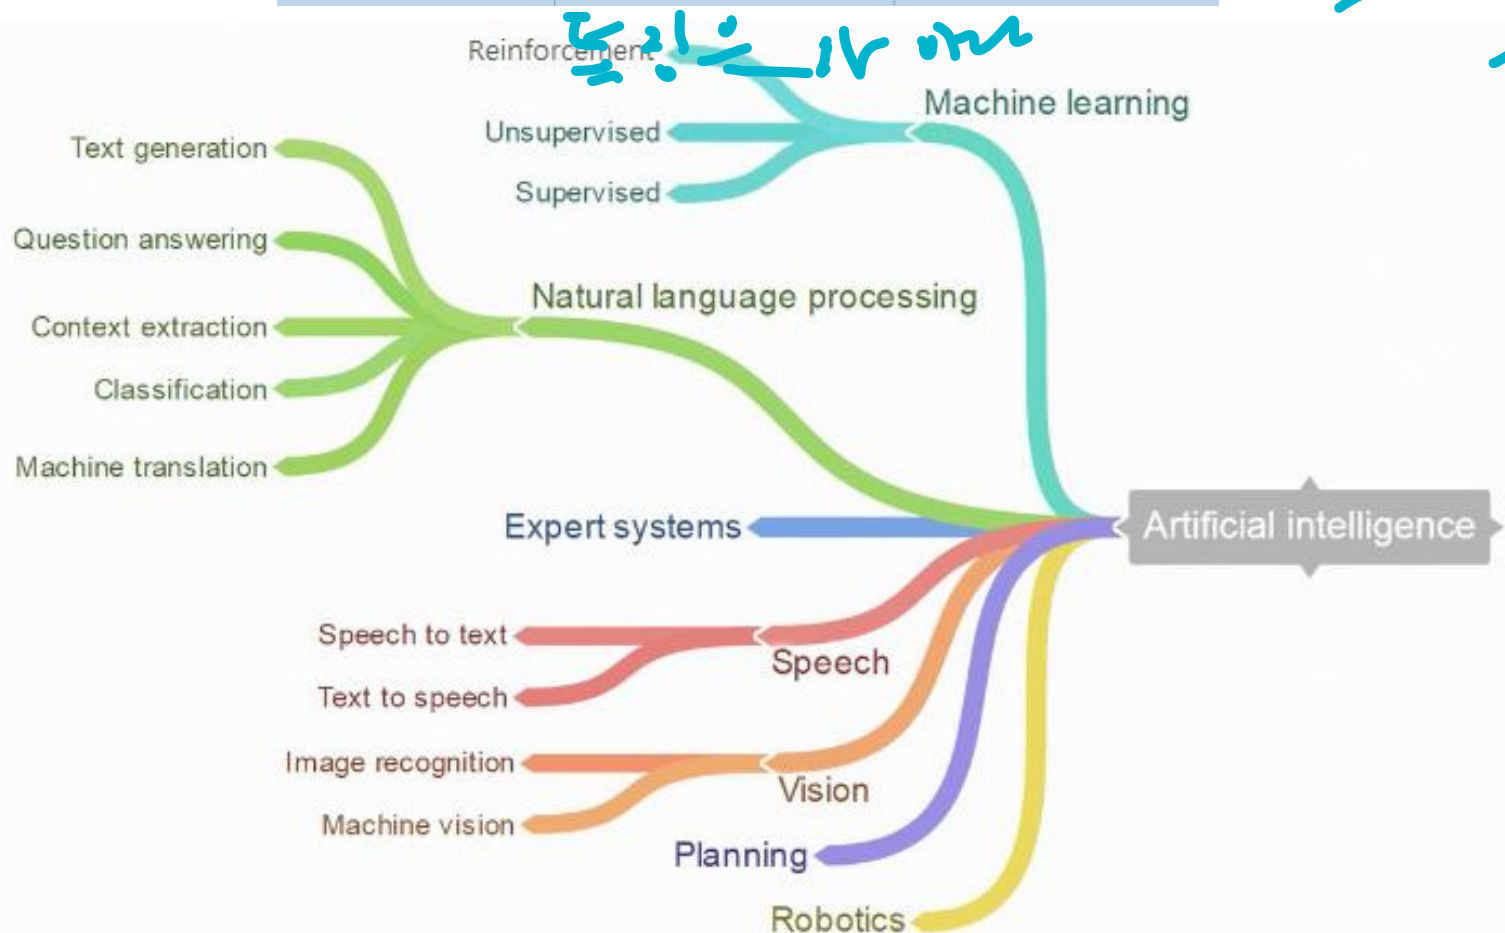 Reinforcement
Machine learning
Unsupervised
Supervised
Text generation
Question answering
Natural language processing
Context extraction
Classification
Machine translation
Expert systems
Artificial intelligence
Speech to text
Speech
Text to speech
Image recognition
Vision
Machine vision
Planning
Robotics